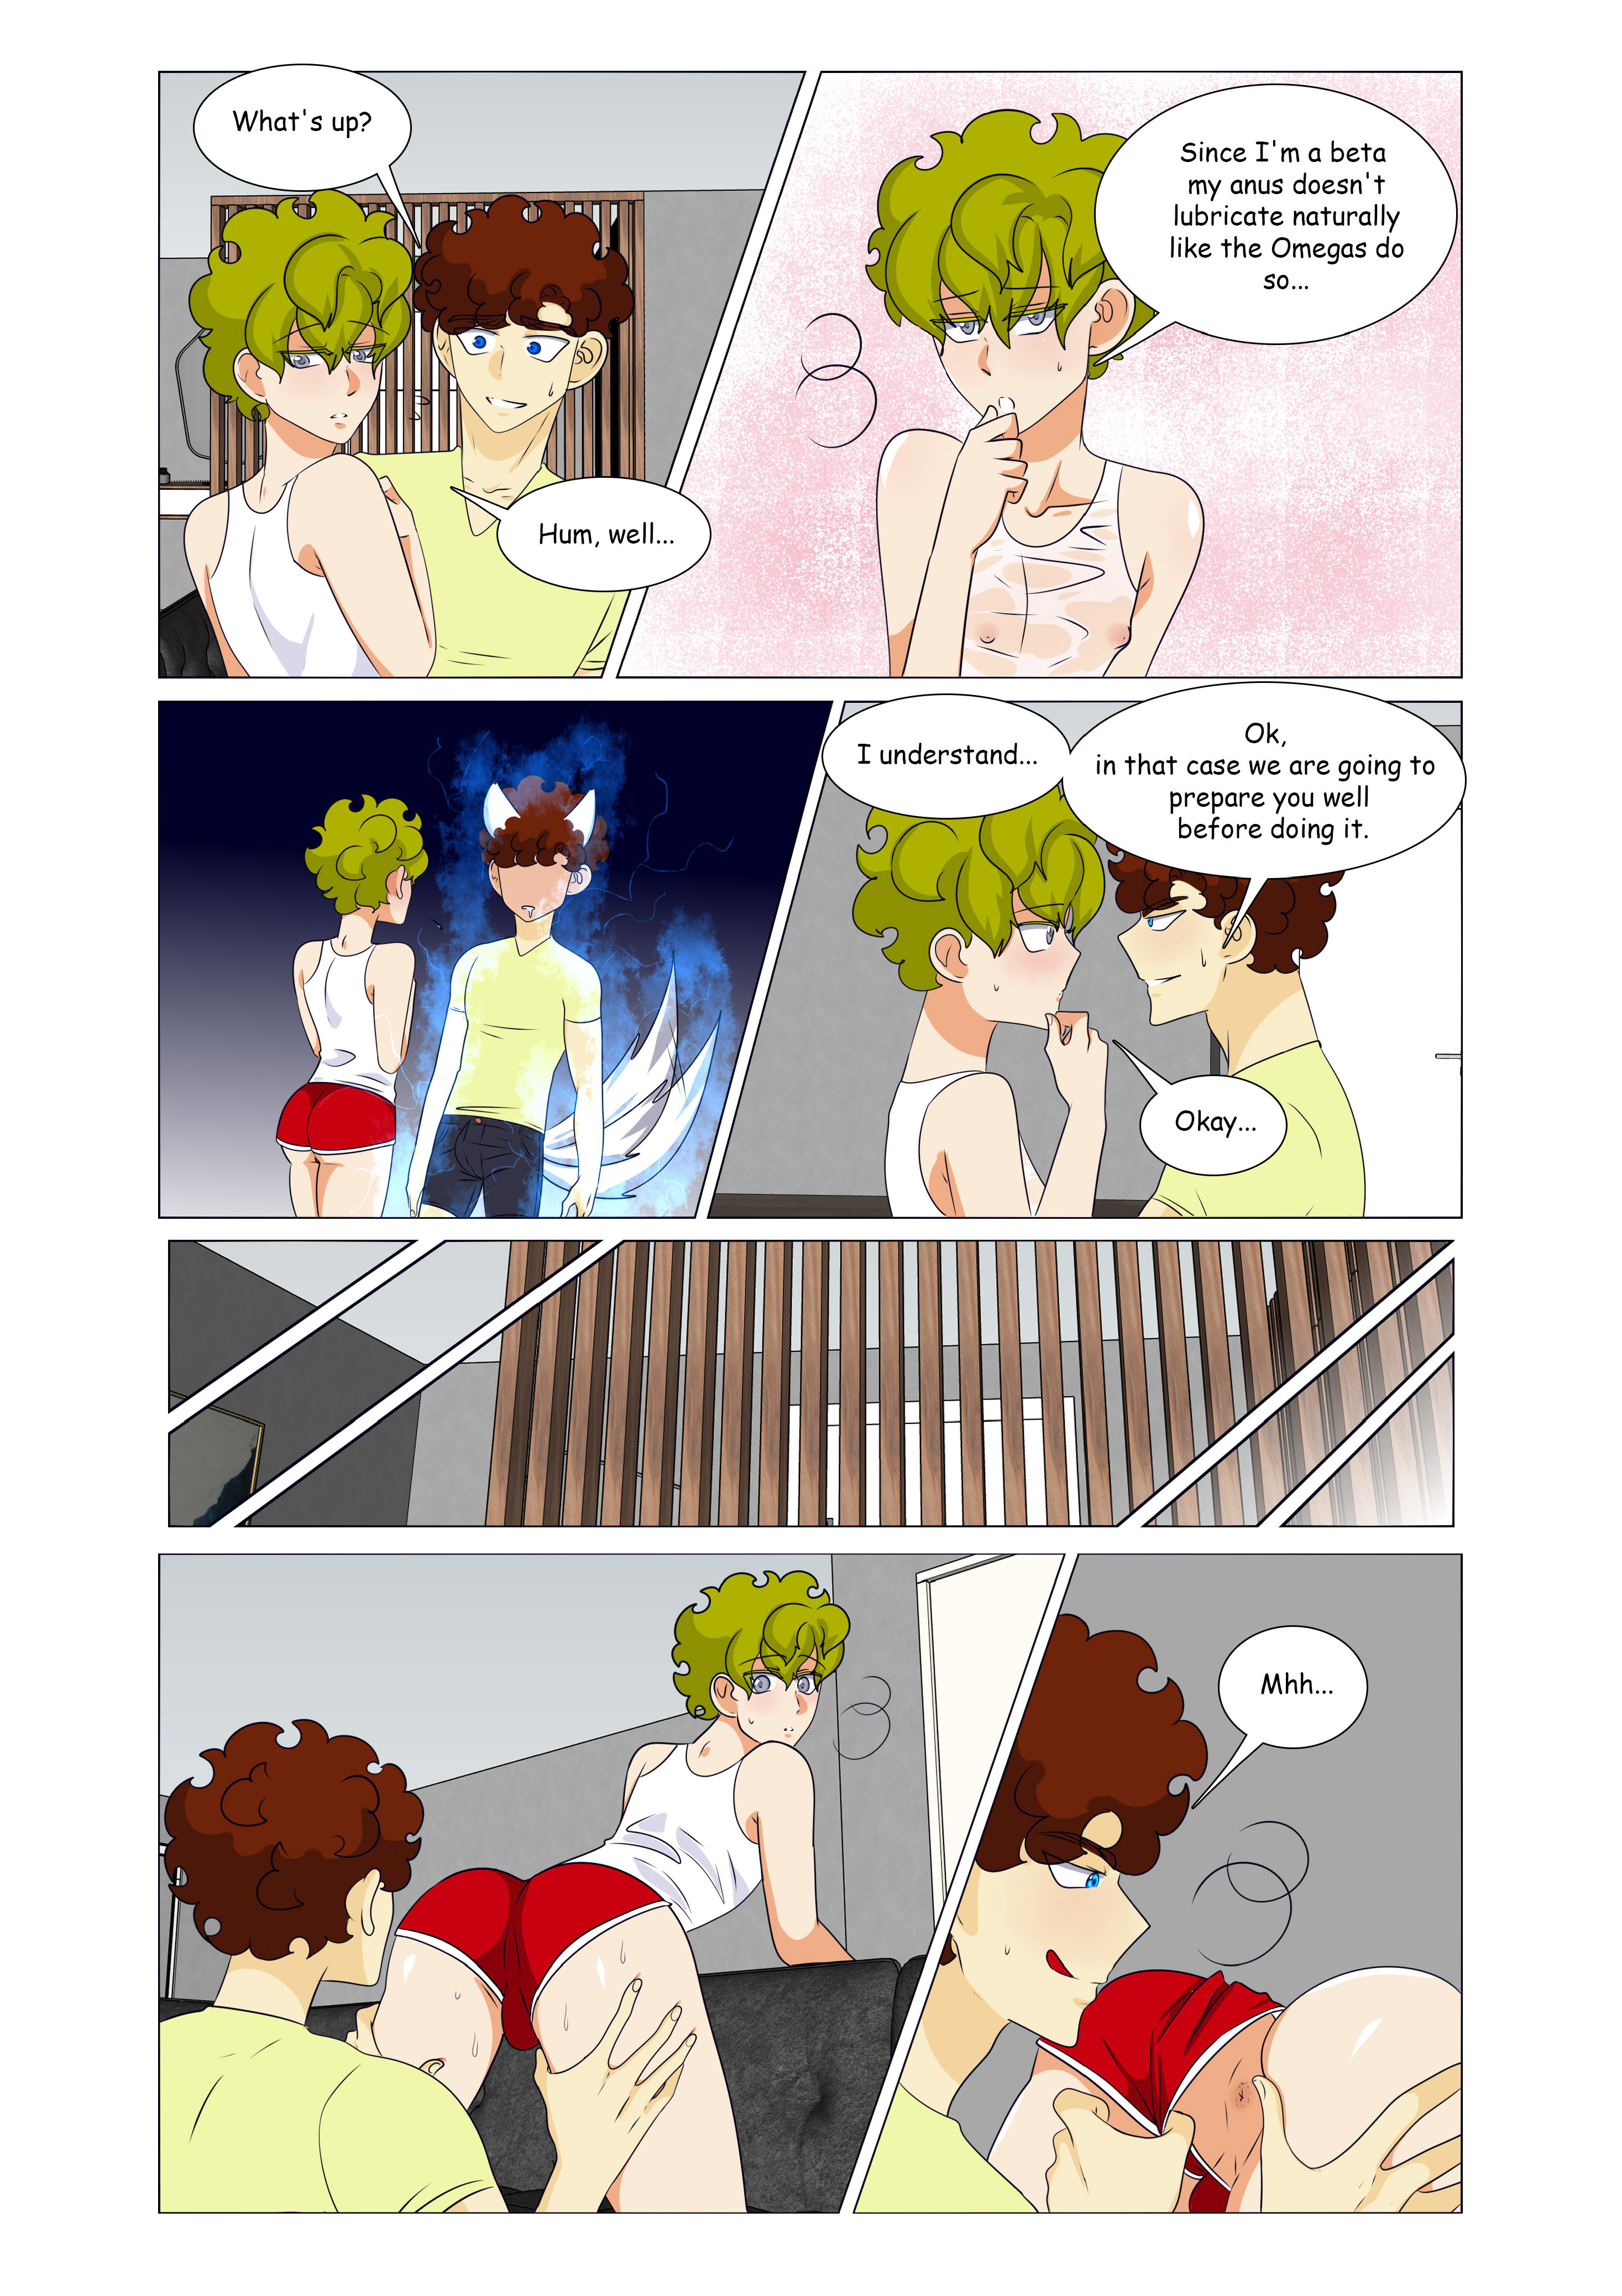 What's up?
Hum, well...
Since I'm a beta
my anus doesn't
lubricate naturally
like the Omegas do
so...
I understand...
Ok,
in that case we are going to
prepare you well
before doing it.
Okay...
Mhh...